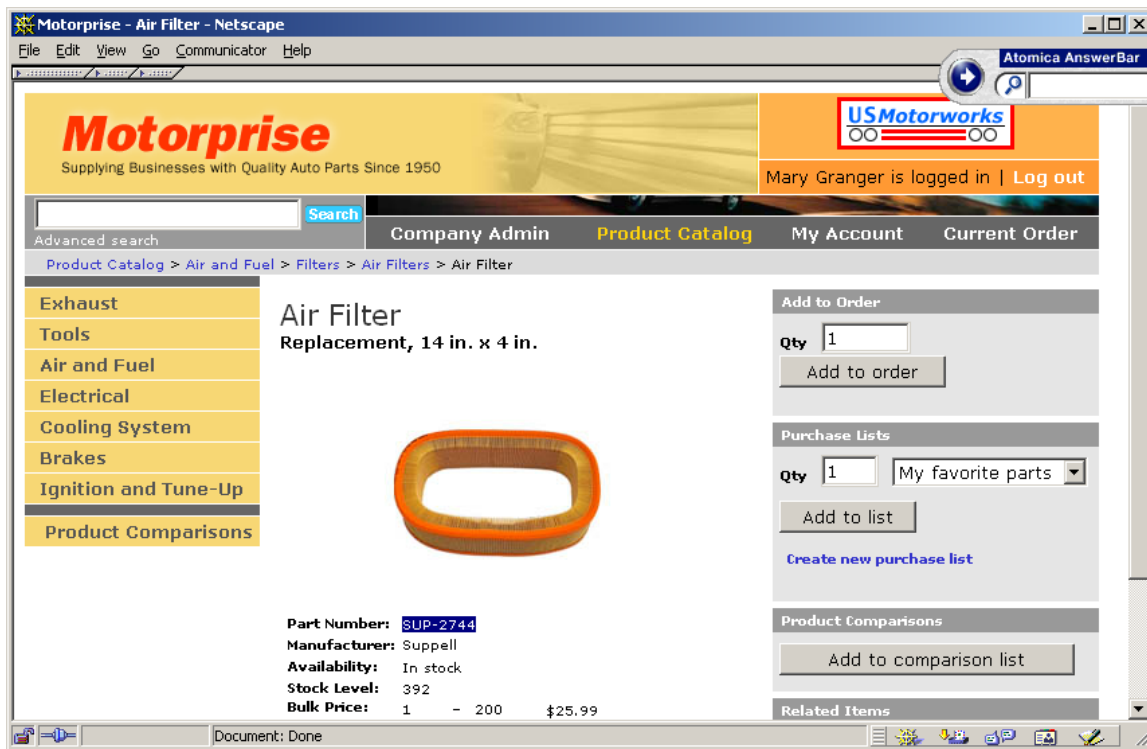 Motorprise - Air Filter - Netscape
File Edit View Go Communicator Help
Atomica AnswerBar
Motorprise
Supplying Businesses with Quality Auto Parts Since 1950
USMotorworks
Mary Granger is logged in | Log out
Search
Advanced search
Company Admin Product Catalog My Account Current Order
Product Catalog > Air and Fuel > Filters > Air Filters > Air Filter
Exhaust
Tools
Air and Fuel
Electrical
Cooling System
Brakes
Ignition and Tune-Up
Product Comparisons
Air Filter
Replacement, 14 in. x 4 in.
Part Number: SUP-2744
Manufacturer: Suppell
Availability: In stock
Stock Level: 392
Bulk Price: 1 - 200 $25.99
Add to Order
Qty 1
Add to order
Purchase Lists
Qty 1 My favorite parts
Add to list
Create new purchase list
Product Comparisons
Add to comparison list
Related Items
Document: Done